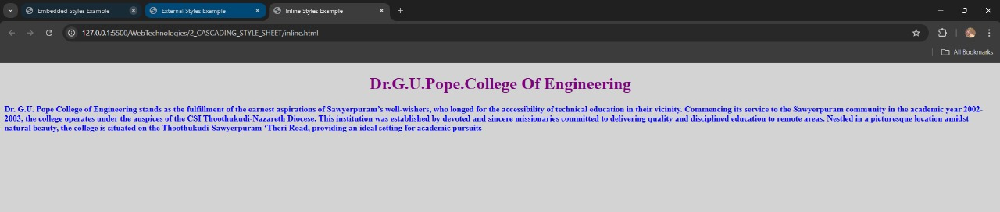 Embedded Styles Example
External Styles Example
Inline Styles Example
127.0.0.1:5500/WebTechnologies/2_CASCADING_STYLE_SHEET/inline.html
All Bookmarks
Dr.G.U.Pope.College Of Engineering
Dr. G.U. Pope College of Engineering stands as the fulfillment of the earnest aspirations of Sawyerpuram’s well-wishers, who longed for the accessibility of technical education in their vicinity. Commencing its service to the Sawyerpuram community in the academic year 2002-
2003, the college operates under the auspices of the CSI Thoothukudi-Nazareth Diocese. This institution was established by devoted and sincere missionaries committed to delivering quality and disciplined education to remote areas. Nestled in a picturesque location amidst
natural beauty, the college is situated on the Thoothukudi-Sawyerpuram ‘Theri Road, providing an ideal setting for academic pursuits